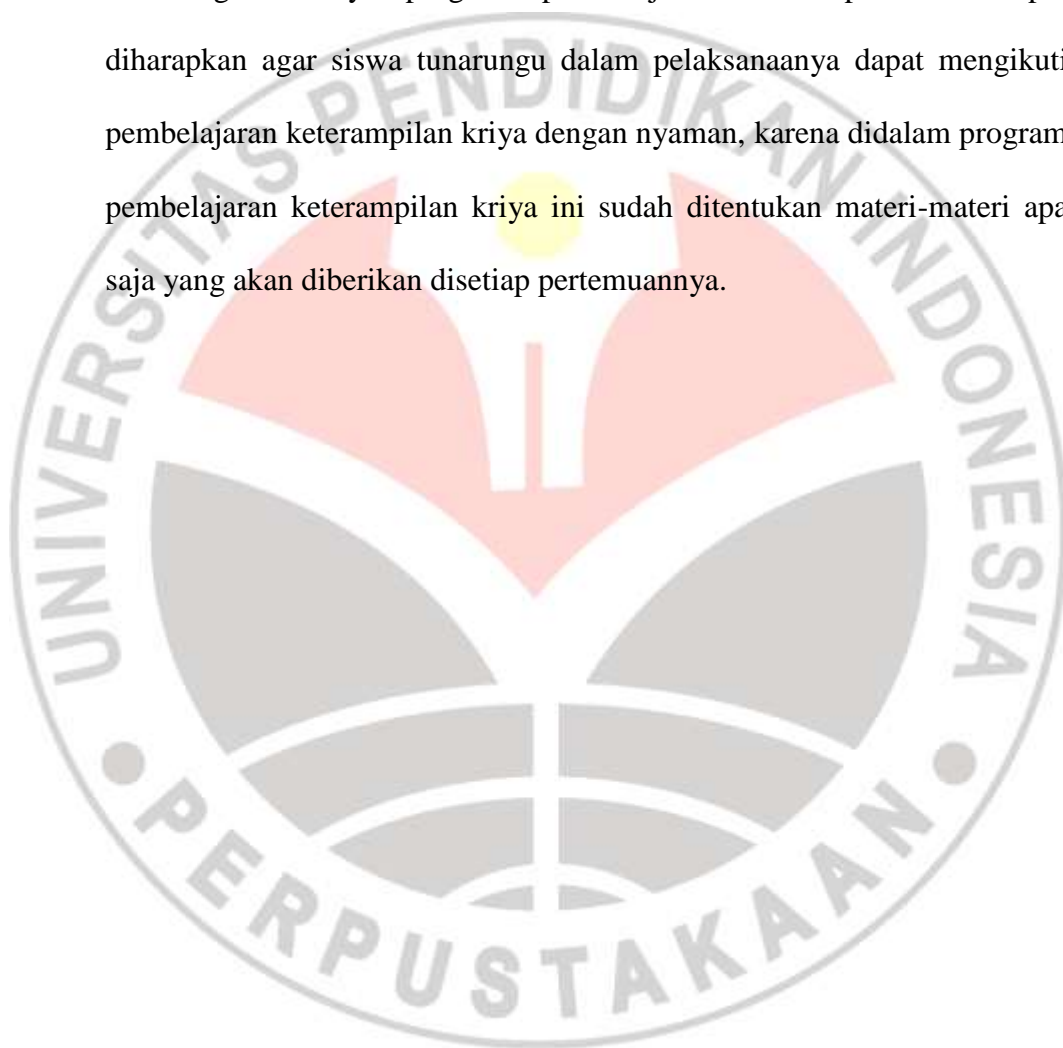 diharapkan agar siswa tunarungu dalam pelaksanaanya dapat mengikuti
pembelajaran keterampilan kriya dengan nyaman, karena didalam program
pembelajaran keterampilan kriya ini sudah ditentukan materi-materi apa
saja yang akan diberikan disetiap pertemuannya.
UNIVERSITAS PENDIDIKAN INDONESIA
PERPUSTAKAAN